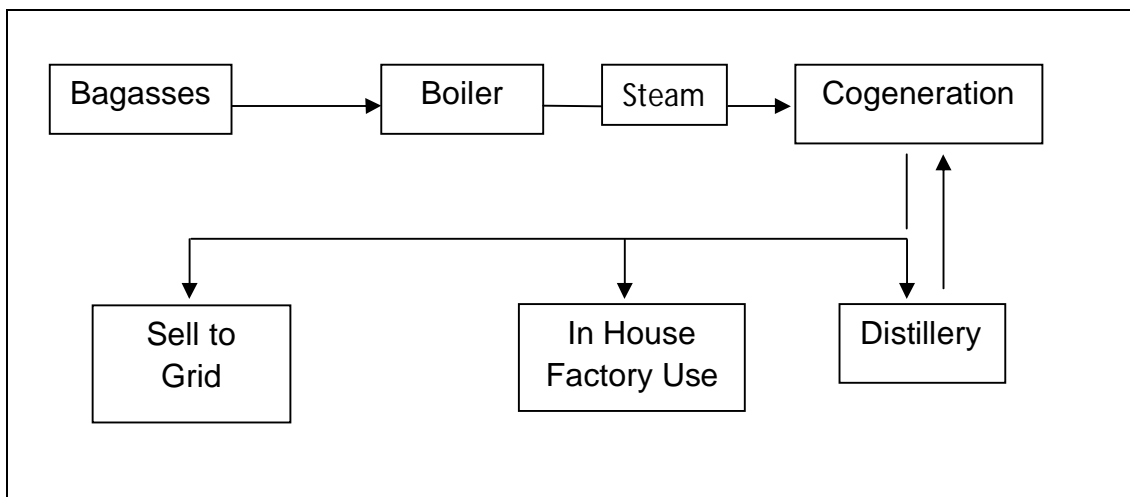 Bagasses
Boiler
Steam
Cogeneration
Sell to
Grid
In House
Factory Use
Distillery